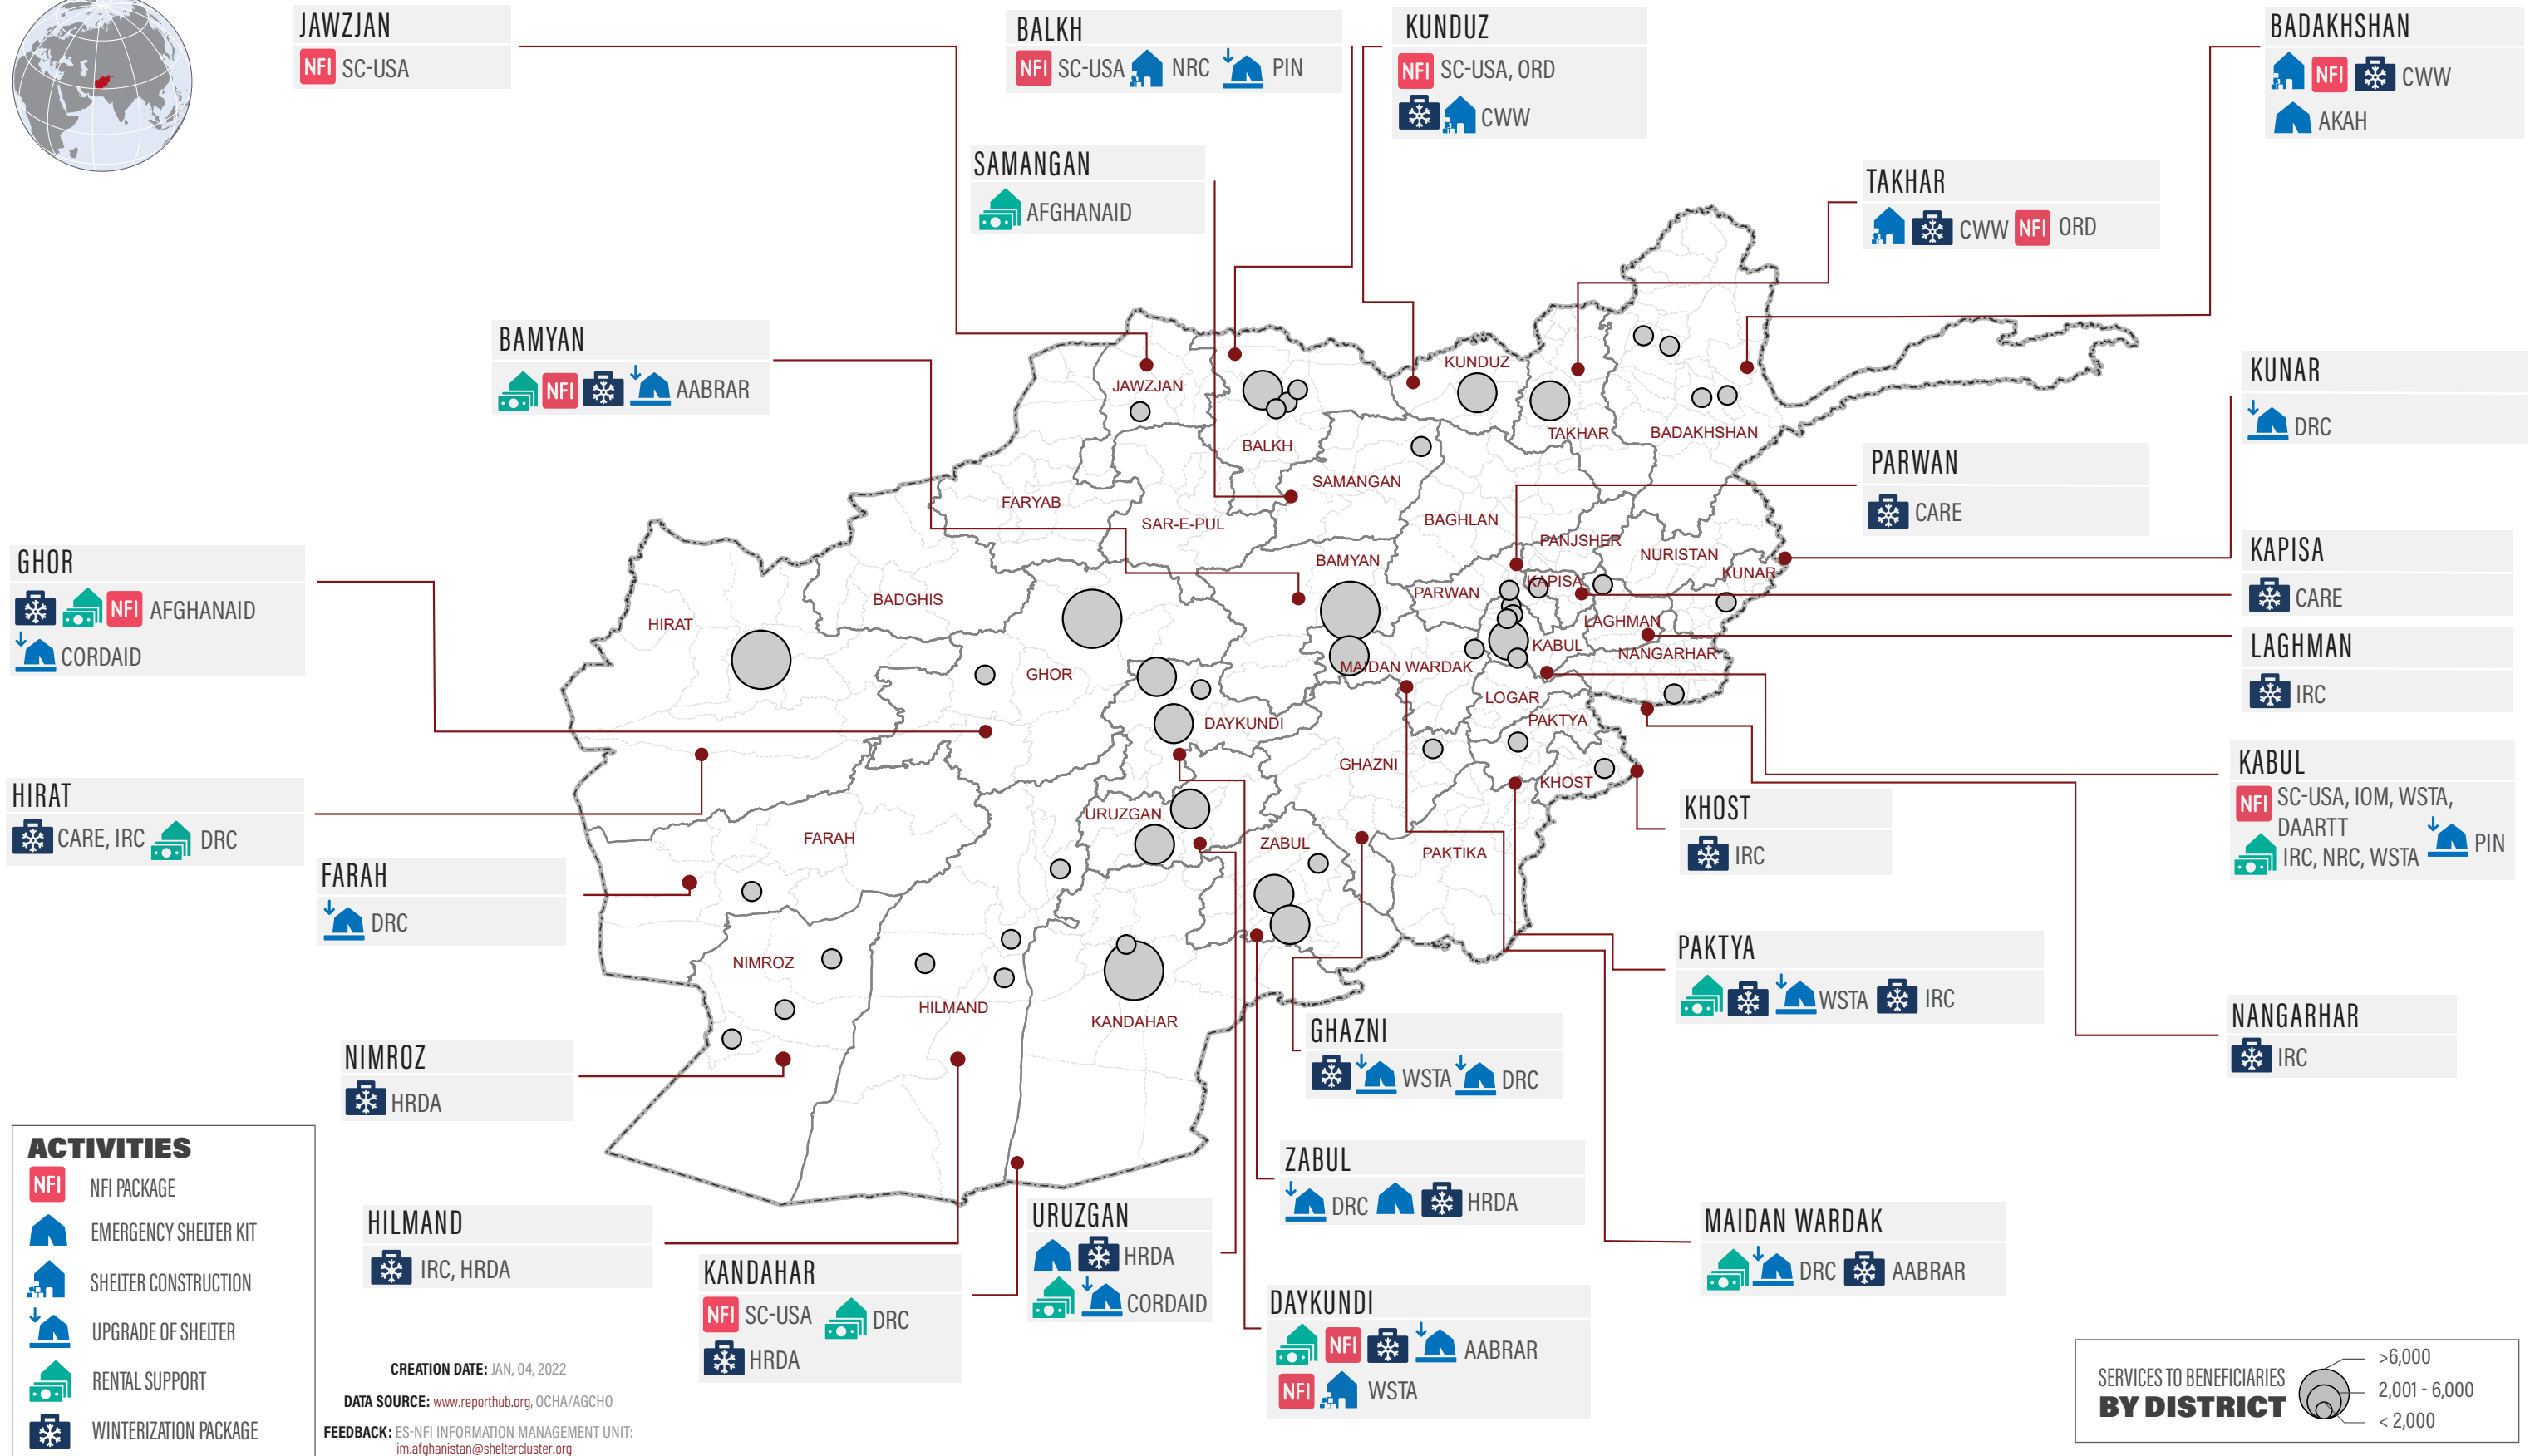 JAWZJAN
NFI SC-USA
BALKH
NFI SC-USA NRC PIN
KUNDUZ
NFI SC-USA, ORD
CWW
BADAKHSHAN
NFI CWW
AKAH
SAMANGAN
AFGHANAID
TAKHAR
CWW NFI ORD
BAMYAN
NFI AABRAR
KUNAR
DRC
PARWAN
CARE
KAPISA
CARE
GHOR
NFI AFGHANAID
CORDAID
LAGHMAN
IRC
KABUL
NFI SC-USA, IOM, WSTA,
DAARTT
IRC, NRC, WSTA PIN
HIRAT
CARE, IRC DRC
KHOST
IRC
FARAH
DRC
PAKTYA
WSTA IRC
NANGARHAR
IRC
GHAZNI
WSTA DRC
NIMROZ
HRDA
ZABUL
DRC HRDA
HILMAND
IRC, HRDA
KANDAHAR
NFI SC-USA DRC
HRDA
URUZGAN
HRDA
CORDAID
MAIDAN WARDAK
DRC AABRAR
DAYKUNDI
NFI AABRAR
NFI WSTA
KUNDUZ
JAWZJAN
TAKHAR
BADAKHSHAN
BALKH
SAMANGAN
FARYAB
SAR-E-PUL
BAGHLAN
PANJSHER
NURISTAN
BAMYAN
KUNAR
KAPISA
PARWAN
BADGHIS
LAGHMAN
HIRAT
KABUL
NANGARHAR
MAIDAN WARDAK
GHOR
LOGAR
PAKTYA
DAYKUNDI
GHAZNI
KHOST
URUZGAN
FARAH
ZABUL
PAKTIKA
NIMROZ
HILMAND
KANDAHAR
ACTIVITIES
NFI NFI PACKAGE
EMERGENCY SHELTER KIT
SHELTER CONSTRUCTION
UPGRADE OF SHELTER
RENTAL SUPPORT
WINTERIZATION PACKAGE
CREATION DATE: JAN, 04, 2022
DATA SOURCE: www.reporthub.org, OCHA/AGCHO
FEEDBACK: ES-NFI INFORMATION MANAGEMENT UNIT:
im.afghanistan@sheltercluster.org
SERVICES TO BENEFICIARIES
BY DISTRICT
>6,000
2,001 - 6,000
< 2,000